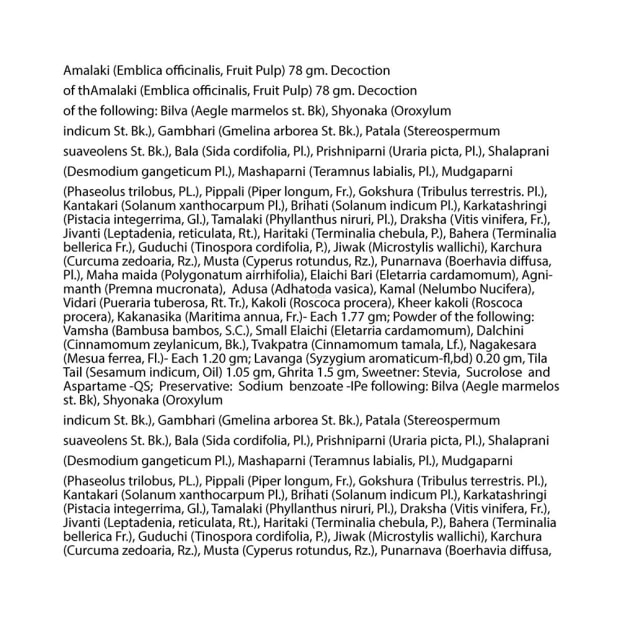 Amalaki (Emblica officinalis, Fruit Pulp) 78 gm. Decoction
of thAmalaki (Emblica officinalis, Fruit Pulp) 78 gm. Decoction
of the following: Bilva (Aegle marmelos st. Bk), Shyonaka (Oroxylum
indicum St. Bk.), Gambhari (Gmelina arborea St. Bk.), Patala (Stereospermum
suaveolens St. Bk.), Bala (Sida cordifolia, Pl.), Prishniparni (Uraria picta, Pl.), Shalaprani
(Desmodium gangeticum Pl.), Mashaparni (Teramnus labialis, Pl.), Mudgaparni
(Phaseolus trilobus, PL.), Pippali (Piper longum, Fr.), Gokshura (Tribulus terrestris. Pl.),
Kantakari (Solanum xanthocarpum Pl.), Brihati (Solanum indicum Pl.), Karkatashringi
(Pistacia integerrima, Gl.), Tamalaki (Phyllanthus niruri, Pl.), Draksha (Vitis vinifera, Fr.),
Jivanti (Leptadenia, reticulata, Rt.), Haritaki (Terminalia chebula, P.), Bahera (Terminalia
bellerica Fr.), Guduchi (Tinospora cordifolia, P.), Jiwak (Microstylis wallichi), Karchura
(Curcuma zedoaria, Rz.), Musta (Cyperus rotundus, Rz.), Punarnava (Boerhavia diffusa,
Pl.), Maha maida (Polygonatum airrhifolia), Elaichi Bari (Eletarria cardamomum), Agni-
manth (Premna mucronata), Adusa (Adhatoda vasica), Kamal (Nelumbo Nucifera),
Vidari (Pueraria tuberosa, Rt. Tr.), Kakoli (Roscoca procera), Kheer kakoli (Roscoca
procera), Kakanasika (Maritima annua, Fr.)- Each 1.77 gm; Powder of the following:
Vamsha (Bambusa bambos, S.C.), Small Elaichi (Eletarria cardamomum), Dalchini
(Cinnamomum zeylanicum, Bk.), Tvakpatra (Cinnamomum tamala, Lf.), Nagakesara
(Mesua ferrea, Fl.)- Each 1.20 gm; Lavanga (Syzygium aromaticum-fl,bd) 0.20 gm, Tila
Tail (Sesamum indicum, Oil) 1.05 gm, Ghrita 1.5 gm, Sweetner: Stevia, Sucrolose and
Aspartame -QS; Preservative: Sodium benzoate -IPe following: Bilva (Aegle marmelos
st. Bk), Shyonaka (Oroxylum
indicum St. Bk.), Gambhari (Gmelina arborea St. Bk.), Patala (Stereospermum
suaveolens St. Bk.), Bala (Sida cordifolia, Pl.), Prishniparni (Uraria picta, Pl.), Shalaprani
(Desmodium gangeticum Pl.), Mashaparni (Teramnus labialis, Pl.), Mudgaparni
(Phaseolus trilobus, PL.), Pippali (Piper longum, Fr.), Gokshura (Tribulus terrestris. Pl.),
Kantakari (Solanum xanthocarpum Pl.), Brihati (Solanum indicum Pl.), Karkatashringi
(Pistacia integerrima, Gl.), Tamalaki (Phyllanthus niruri, Pl.), Draksha (Vitis vinifera, Fr.),
Jivanti (Leptadenia, reticulata, Rt.), Haritaki (Terminalia chebula, P.), Bahera (Terminalia
bellerica Fr.), Guduchi (Tinospora cordifolia, P.), Jiwak (Microstylis wallichi), Karchura
(Curcuma zedoaria, Rz.), Musta (Cyperus rotundus, Rz.), Punarnava (Boerhavia diffusa,